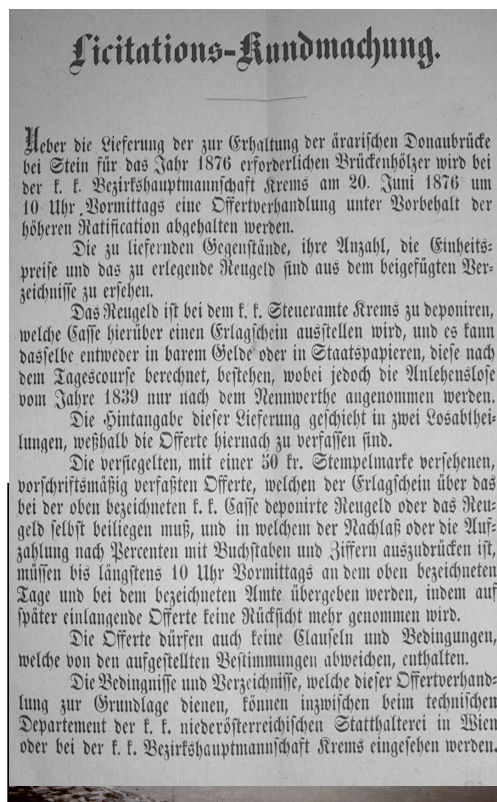 Licitations-Kundmachung.
Ueber die Lieferung der zur Erhaltung der ärarischen Donaubrücke
bei Stein für das Jahr 1876 erforderlichen Brückenhölzer wird bei
der k. k. Bezirkshauptmannschaft Krems am 20. Juni 1876 um
10 Uhr Vormittags eine Offertverhandlung unter Vorbehalt der
höheren Ratification abgehalten werden.
Die zu liefernden Gegenstände, ihre Anzahl, die Einheits-
preise und das zu erlegende Reugeld sind aus dem beigefügten Ver-
zeichnisse zu ersehen.
Das Reugeld ist bei dem k. k. Steueramte Krems zu deponiren,
welche Casse hierüber einen Erlagschein ausstellen wird, und es kann
dasselbe entweder in barem Gelde oder in Staatspapieren, diese nach
dem Tagescourse berechnet, bestehen, wobei jedoch die Anlehenslose
vom Jahre 1839 nur nach dem Nennwerthe angenommen werden.
Die Hintangabe dieser Lieferung geschieht in zwei Losabthei-
lungen, weßhalb die Offerte hiernach zu verfassen sind.
Die versiegelten, mit einer 50 kr. Stempelmarke versehenen,
vorschriftsmäßig verfaßten Offerte, welchen der Erlagschein über das
bei der oben bezeichneten k. k. Casse deponirte Reugeld oder das Reu-
geld selbst beiliegen muß, und in welchem der Nachlaß oder die Auf-
zahlung nach Percenten mit Buchstaben und Ziffern auszudrücken ist,
müssen bis längstens 10 Uhr Vormittags an dem oben bezeichneten
Tage und bei dem bezeichneten Amte übergeben werden, indem auf
später einlangende Offerte keine Rücksicht mehr genommen wird.
Die Offerte dürfen auch keine Clauseln und Bedingungen,
welche von den aufgestellten Bestimmungen abweichen, enthalten.
Die Bedingnisse und Verzeichnisse, welche dieser Offertverhand-
lung zur Grundlage dienen, können inzwischen beim technischen
Departement der k. k. niederösterreichischen Statthalterei in Wien
oder bei der k. k. Bezirkshauptmannschaft Krems eingesehen werden.